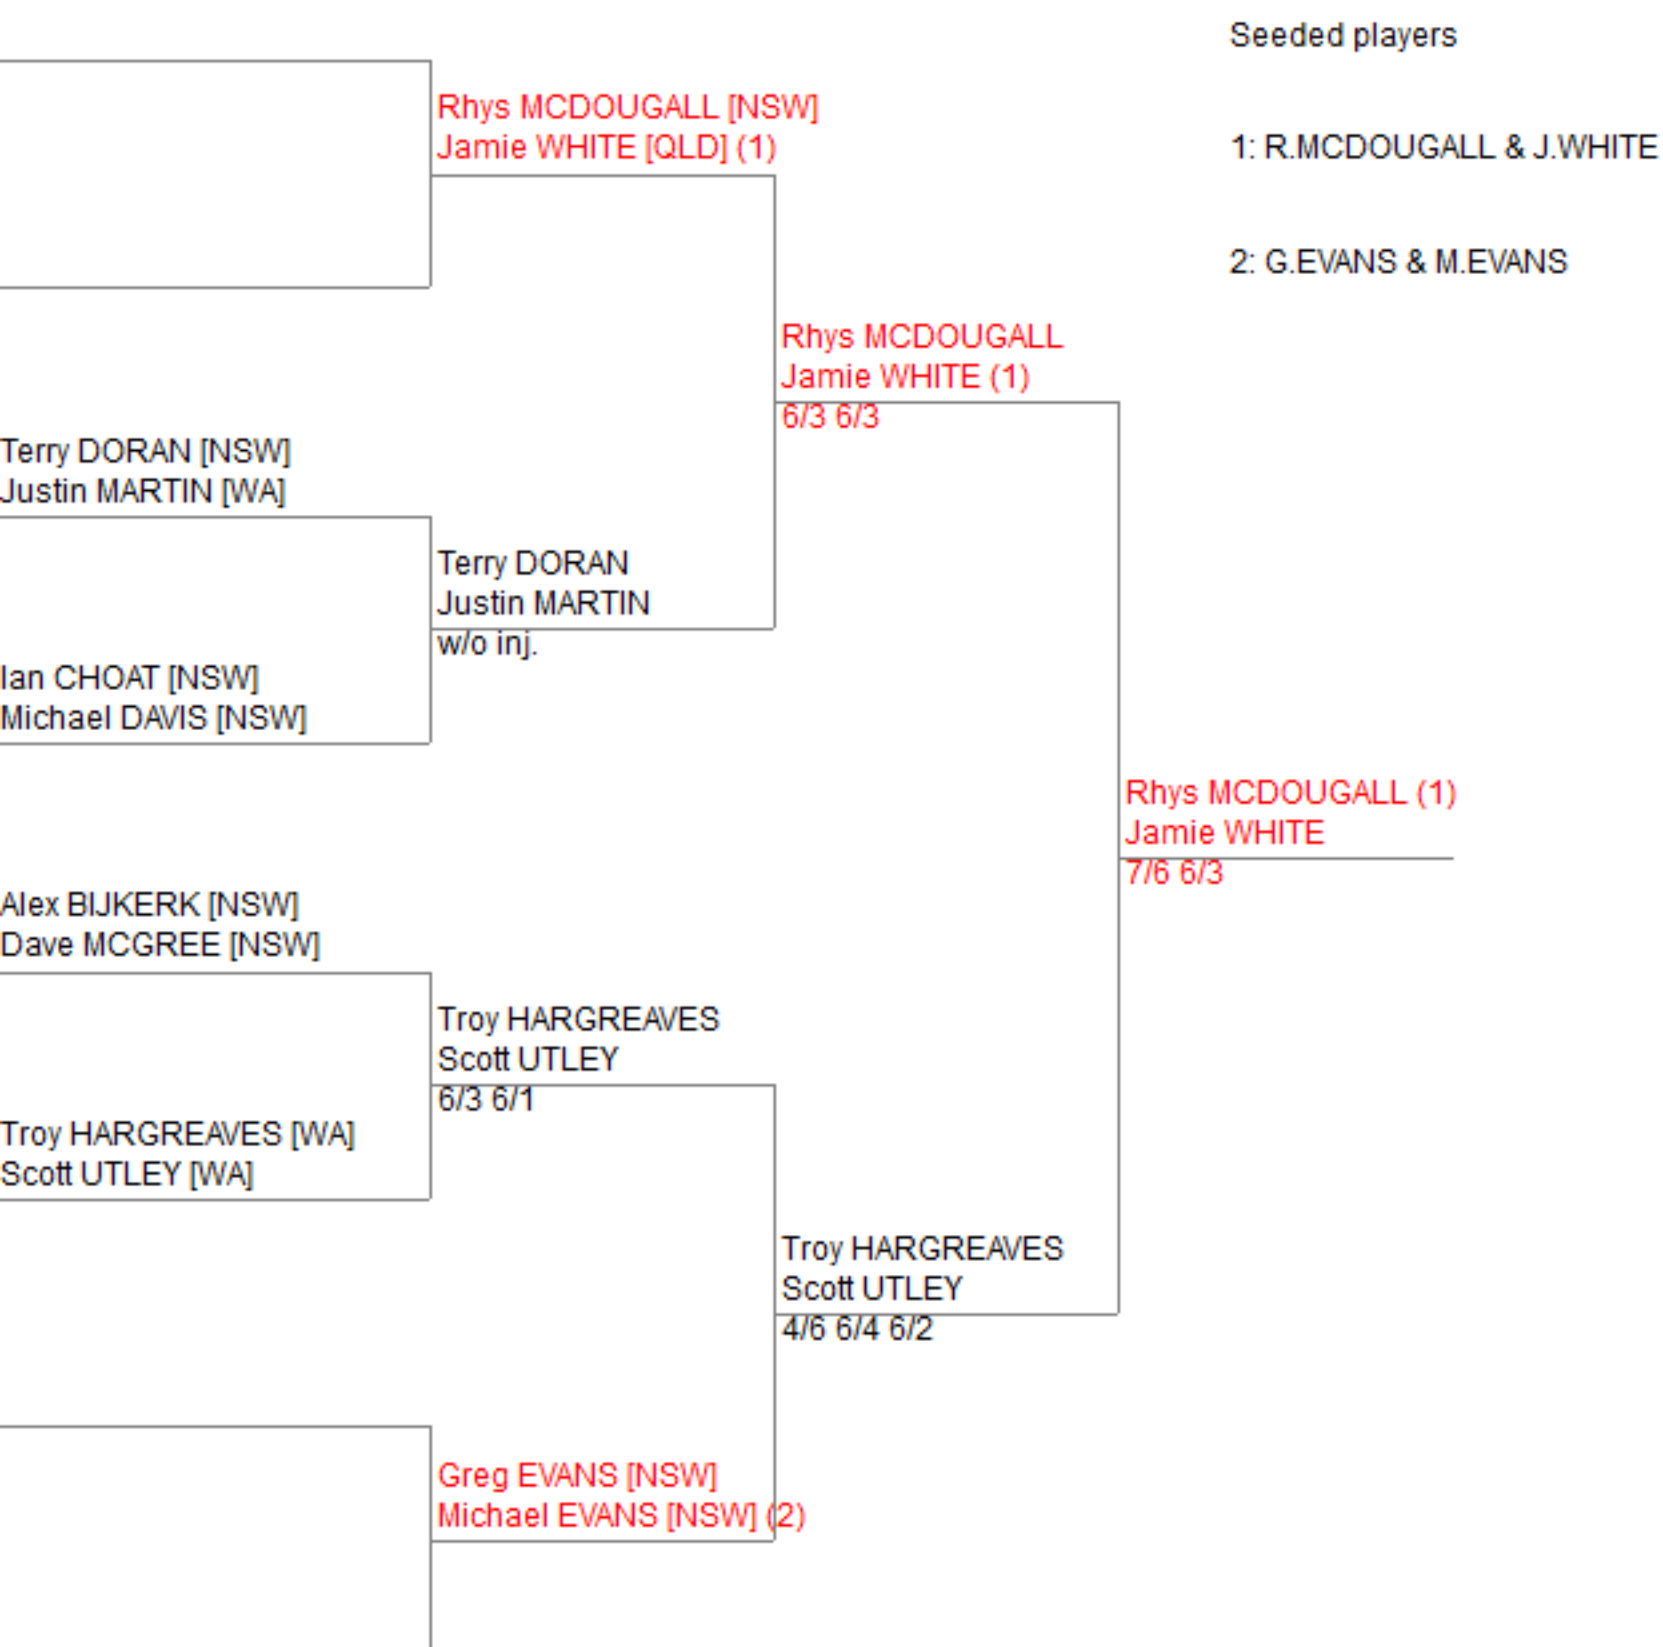 Seeded players
1: R.MCDOUGALL & J.WHITE
2: G.EVANS & M.EVANS
Rhys MCDOUGALL [NSW]
Jamie WHITE [QLD] (1)
Rhys MCDOUGALL
Jamie WHITE (1)
6/3 6/3
Terry DORAN [NSW]
Justin MARTIN [WA]
Terry DORAN
Justin MARTIN
w/o inj.
Ian CHOAT [NSW]
Michael DAVIS [NSW]
Rhys MCDOUGALL (1)
Jamie WHITE
7/6 6/3
Alex BIJKERK [NSW]
Dave MCGREE [NSW]
Troy HARGREAVES
Scott UTLEY
6/3 6/1
Troy HARGREAVES [WA]
Scott UTLEY [WA]
Troy HARGREAVES
Scott UTLEY
4/6 6/4 6/2
Greg EVANS [NSW]
Michael EVANS [NSW] (2)